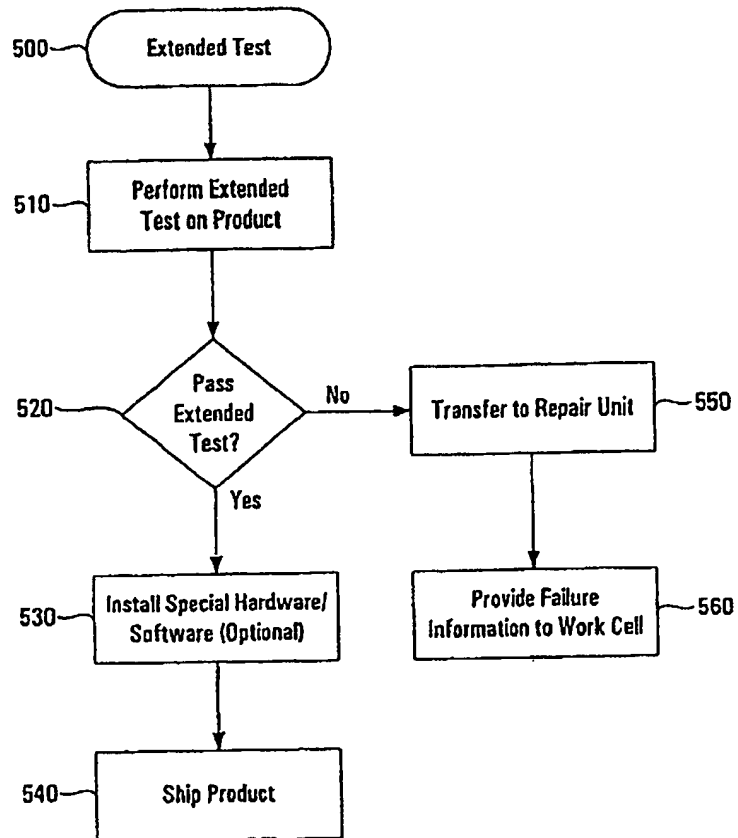 500
Extended Test
510
Perform Extended
Test on Product
520
Pass
Extended
Test?
No
Transfer to Repair Unit
550
Yes
530
Install Special Hardware/
Software (Optional)
Provide Failure
Information to Work Cell
560
540
Ship Product